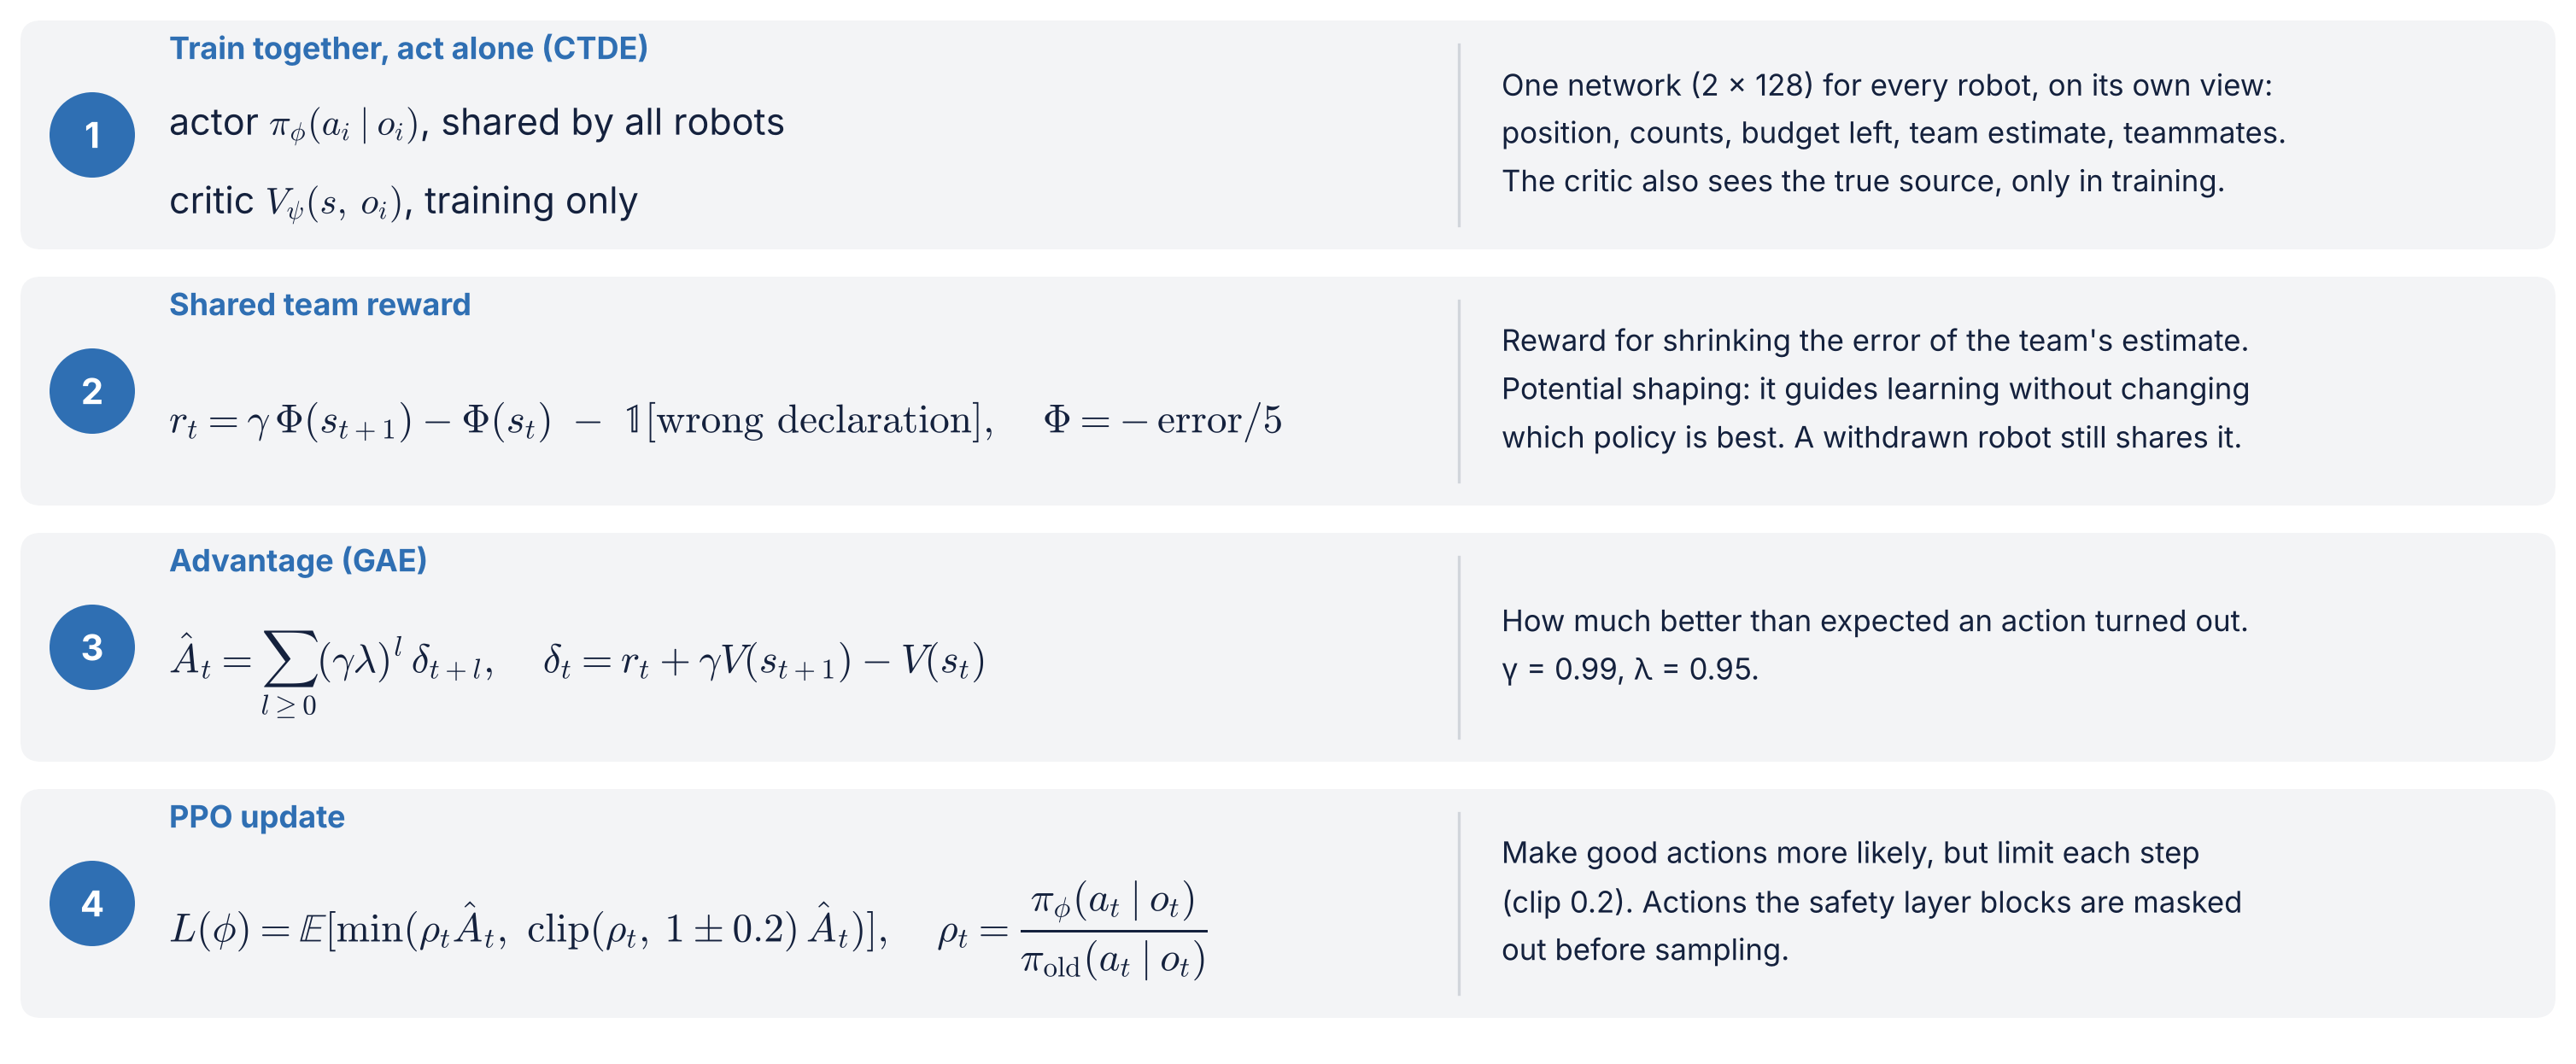 Train together, act alone (CTDE)
1
actor π_ϕ(a_i | o_i), shared by all robots
critic V_ψ(s, o_i), training only
One network (2 × 128) for every robot, on its own view:
position, counts, budget left, team estimate, teammates.
The critic also sees the true source, only in training.
Shared team reward
2
r_t = γ Φ(s_{t+1}) − Φ(s_t) − 𝟙[wrong declaration], Φ = − error/5
Reward for shrinking the error of the team's estimate.
Potential shaping: it guides learning without changing
which policy is best. A withdrawn robot still shares it.
Advantage (GAE)
3
Â_t = ∑_{l ≥ 0} (γλ)^l δ_{t+l}, δ_t = r_t + γV(s_{t+1}) − V(s_t)
How much better than expected an action turned out.
γ = 0.99, λ = 0.95.
PPO update
4
L(ϕ) = 𝔼[min(ρ_t Â_t, clip(ρ_t, 1 ± 0.2) Â_t)], ρ_t = π_ϕ(a_t | o_t) / π_old(a_t | o_t)
Make good actions more likely, but limit each step
(clip 0.2). Actions the safety layer blocks are masked
out before sampling.